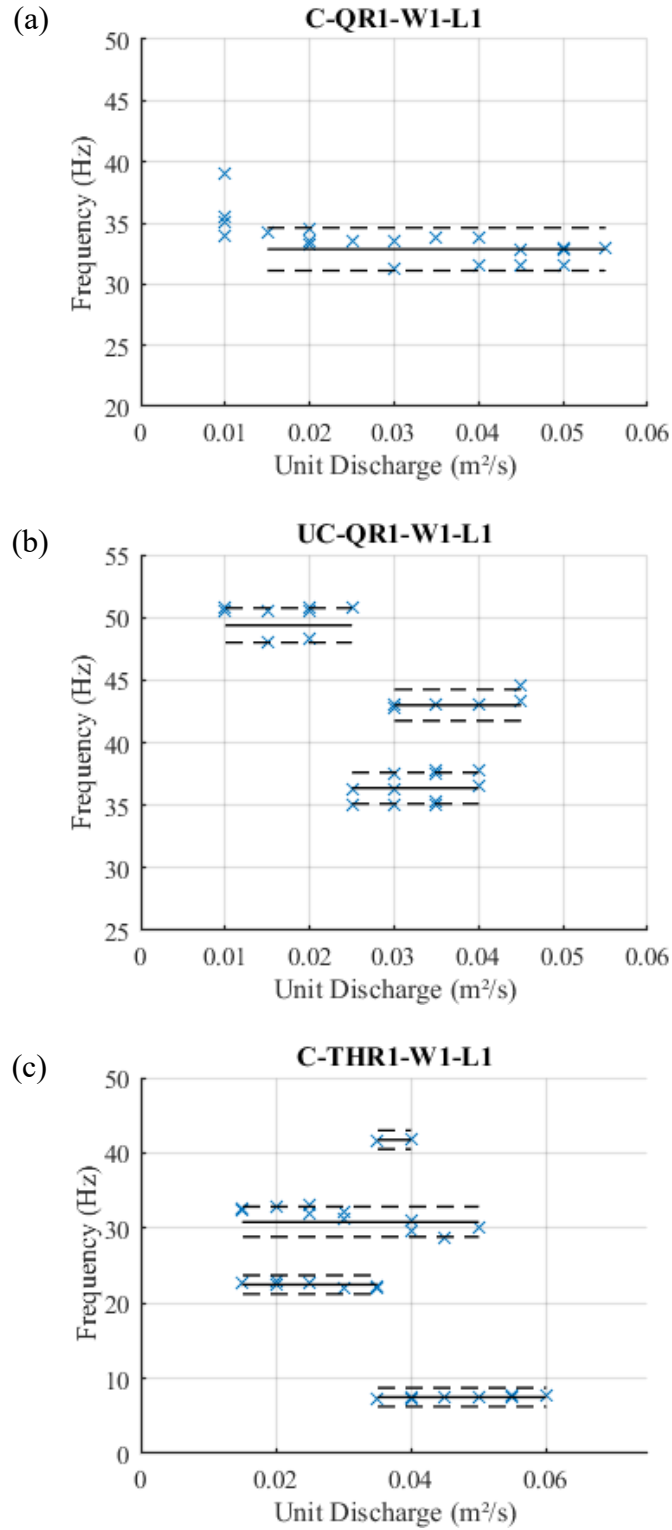 (a)
C-QR1-W1-L1
50
45
40
35
30
25
20
Frequency (Hz)
0 0.01 0.02 0.03 0.04 0.05 0.06
Unit Discharge (m²/s)
(b)
UC-QR1-W1-L1
55
50
45
40
35
30
25
Frequency (Hz)
0 0.01 0.02 0.03 0.04 0.05 0.06
Unit Discharge (m²/s)
(c)
C-THR1-W1-L1
50
40
30
20
10
0
Frequency (Hz)
0 0.02 0.04 0.06
Unit Discharge (m²/s)